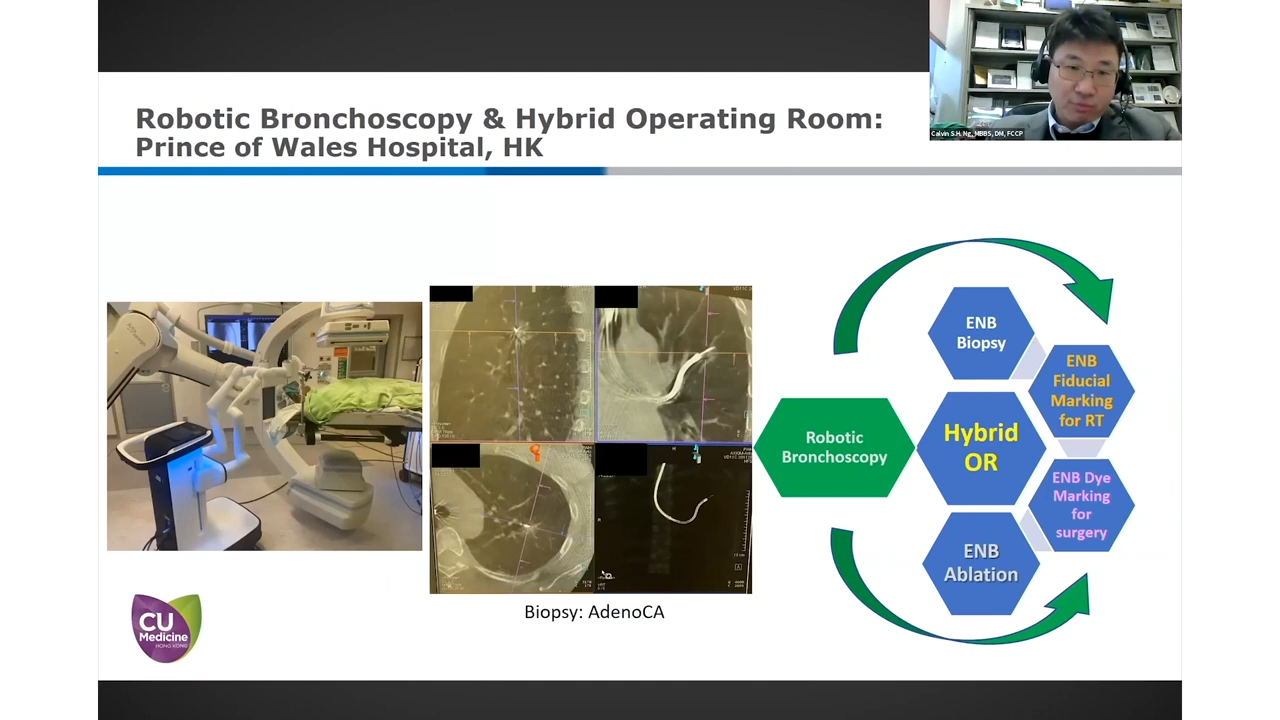 Calvin S.H. Ng, MBBS, DM, FCCP
Robotic Bronchoscopy & Hybrid Operating Room:
Prince of Wales Hospital, HK
ENB
Biopsy
ENB
Fiducial
Marking
for RT
Robotic
Bronchoscopy
Hybrid
OR
ENB Dye
Marking
for
surgery
ENB
Ablation
Biopsy: AdenoCA
CU
Medicine
HONG KONG